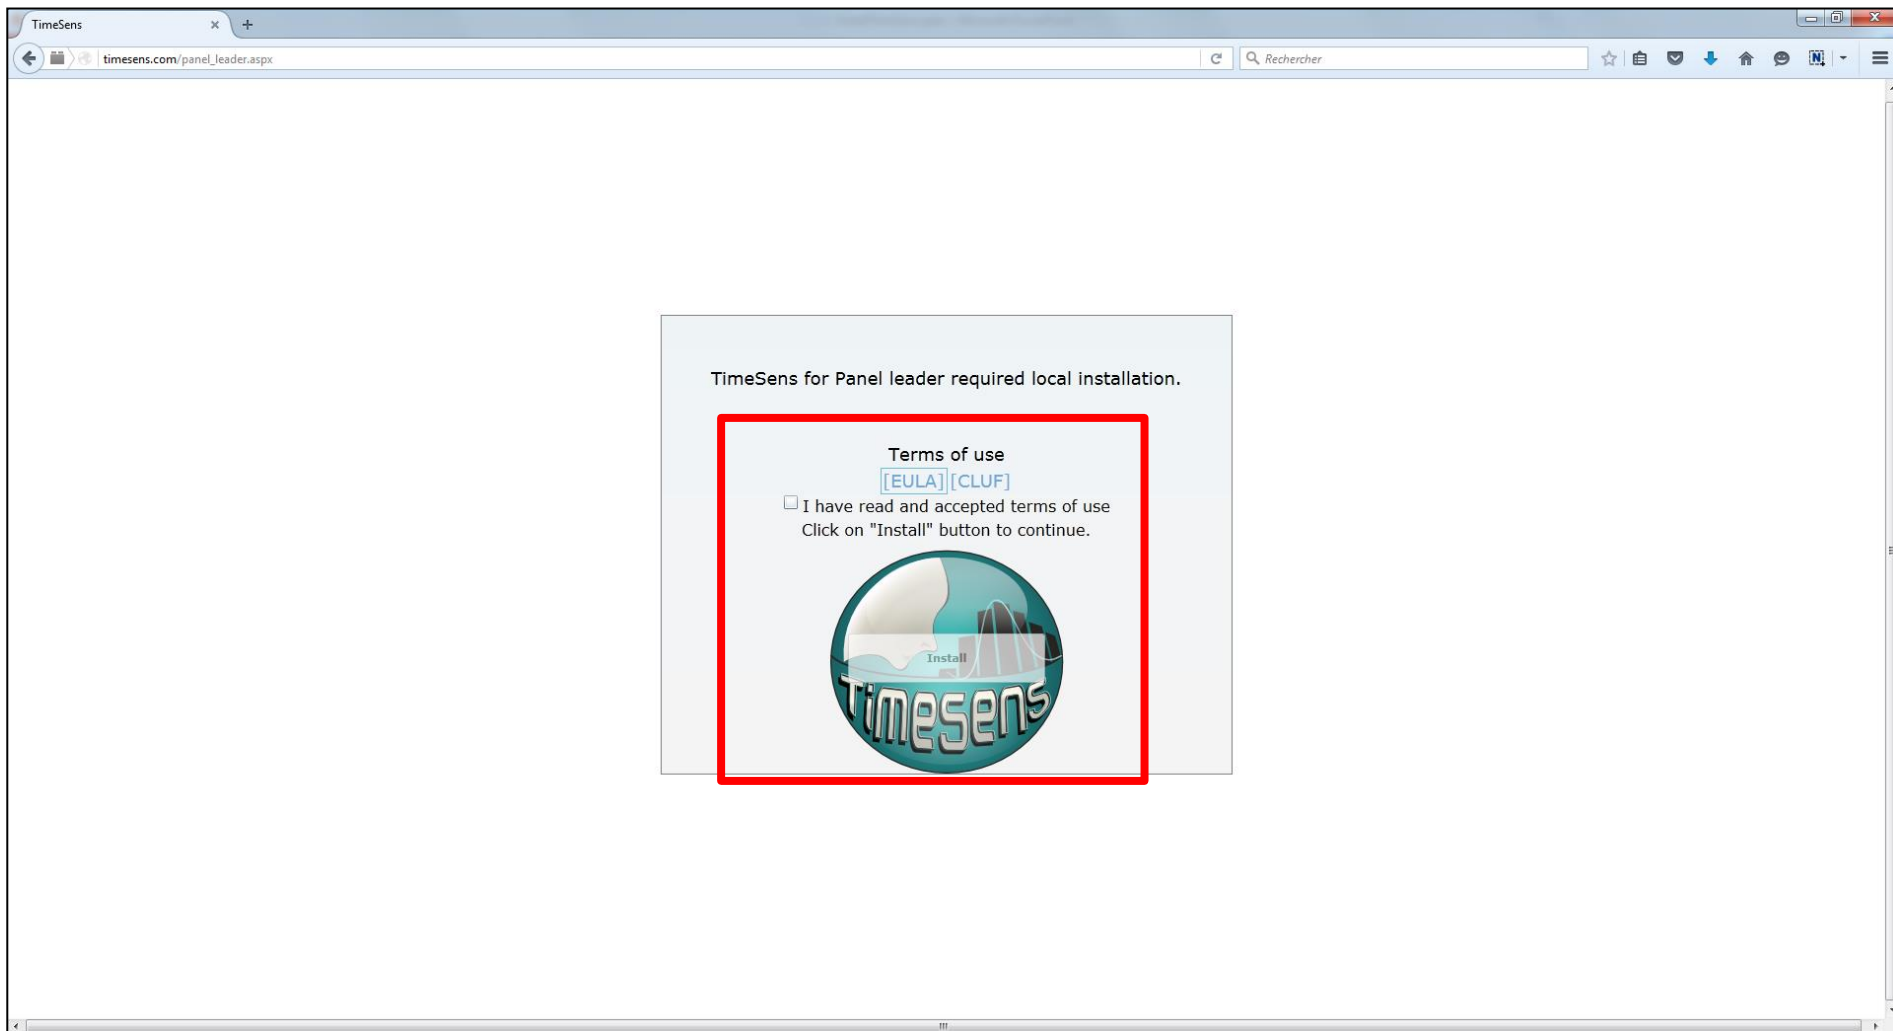 TimeSens
timesens.com/panel_leader.aspx
Rechercher
TimeSens for Panel leader required local installation.
Terms of use
[EULA] [CLUF]
I have read and accepted terms of use
Click on "Install" button to continue.
Install
Timesens